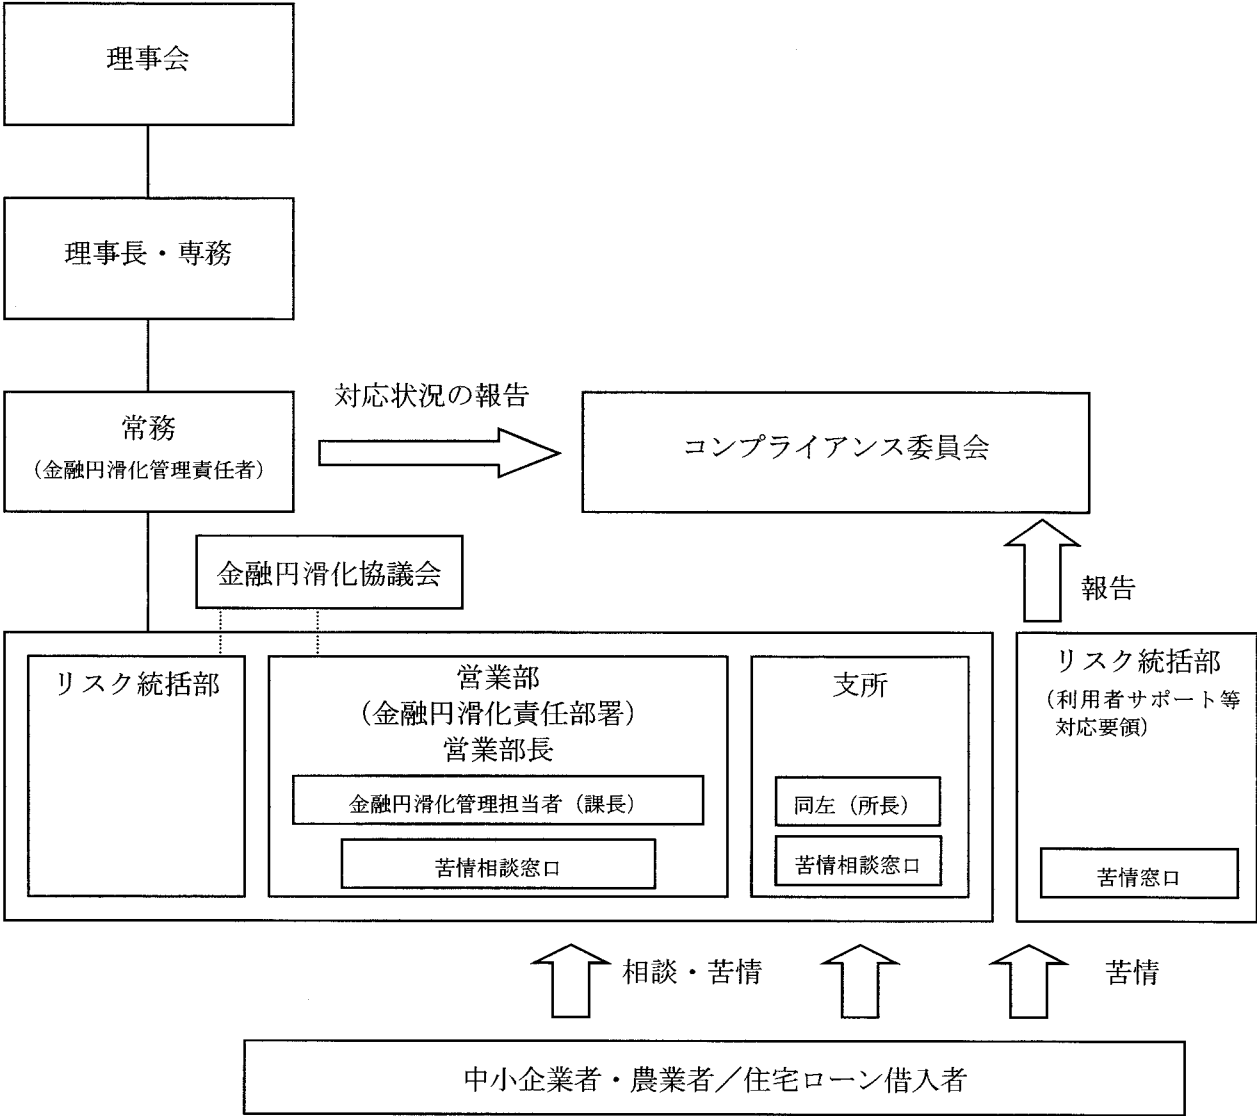 理事会
理事長・専務
常務
（金融円滑化管理責任者）
対応状況の報告
コンプライアンス委員会
金融円滑化協議会
報告
リスク統括部
営業部
（金融円滑化責任部署）
営業部長
金融円滑化管理担当者（課長）
苦情相談窓口
支所
同左（所長）
苦情相談窓口
リスク統括部
（利用者サポート等
対応要領）
苦情窓口
相談・苦情
苦情
中小企業者・農業者／住宅ローン借入者